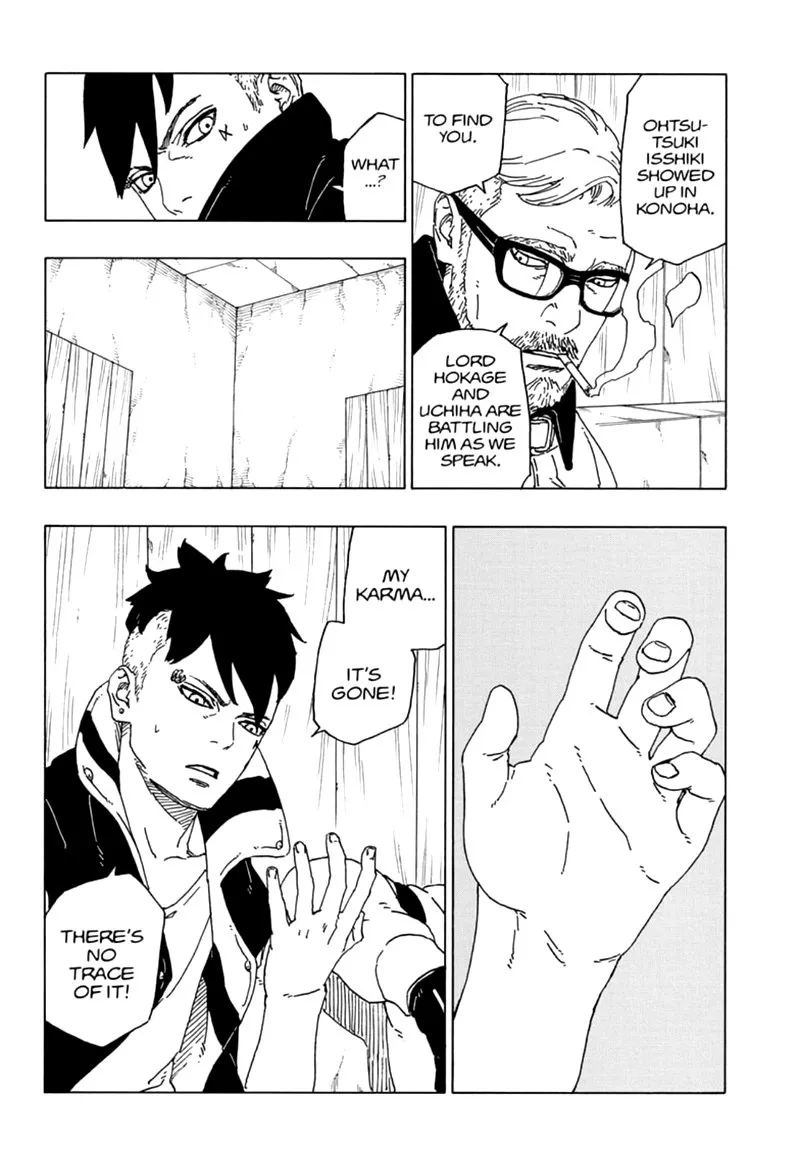 OHTSU-
TSUKI
ISSHIKI
SHOWED
UP IN
KONOHA.
TO FIND
YOU.
LORD
HOKAGE
AND
UCHIHA ARE
BATTLING
HIM AS WE
SPEAK.
WHAT
...?
MY
KARMA...
IT'S
GONE!
THERE'S
NO
TRACE
OF IT!